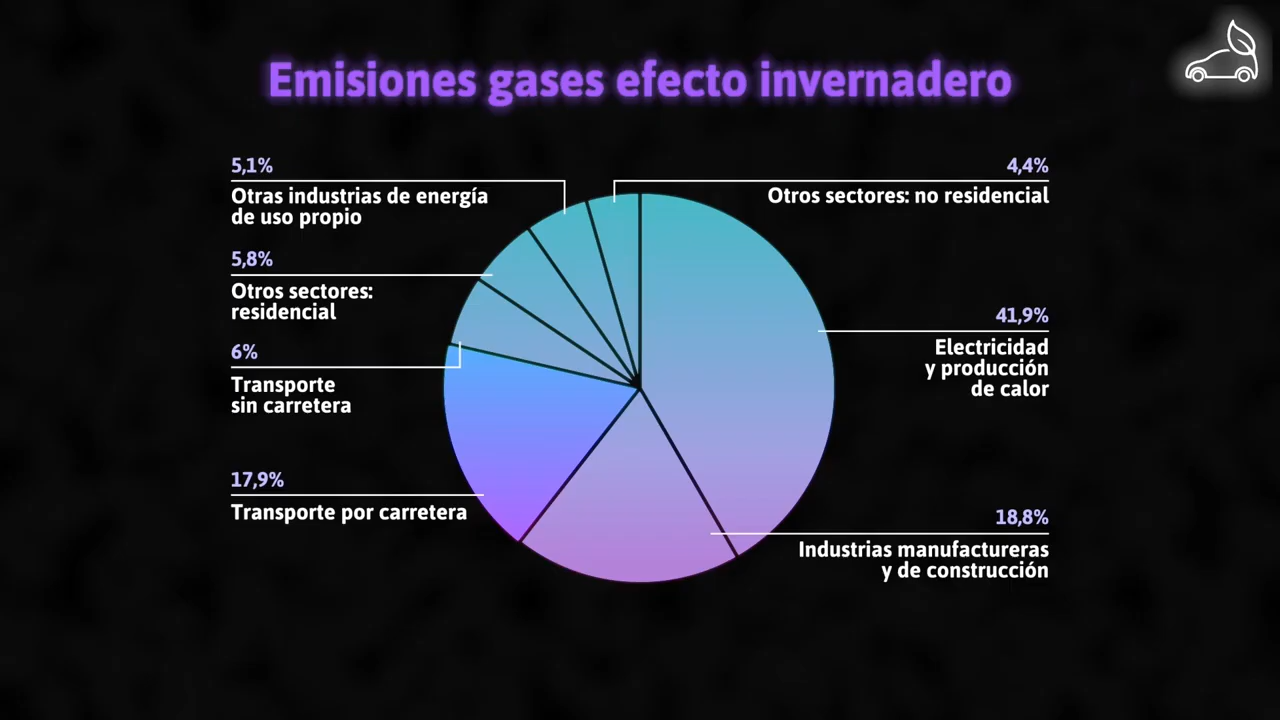 Emisiones gases efecto invernadero
5,1%
Otras industrias de energía
de uso propio
5,8%
Otros sectores:
residencial
6%
Transporte
sin carretera
17,9%
Transporte por carretera
4,4%
Otros sectores: no residencial
41,9%
Electricidad
y producción
de calor
18,8%
Industrias manufactureras
y de construcción